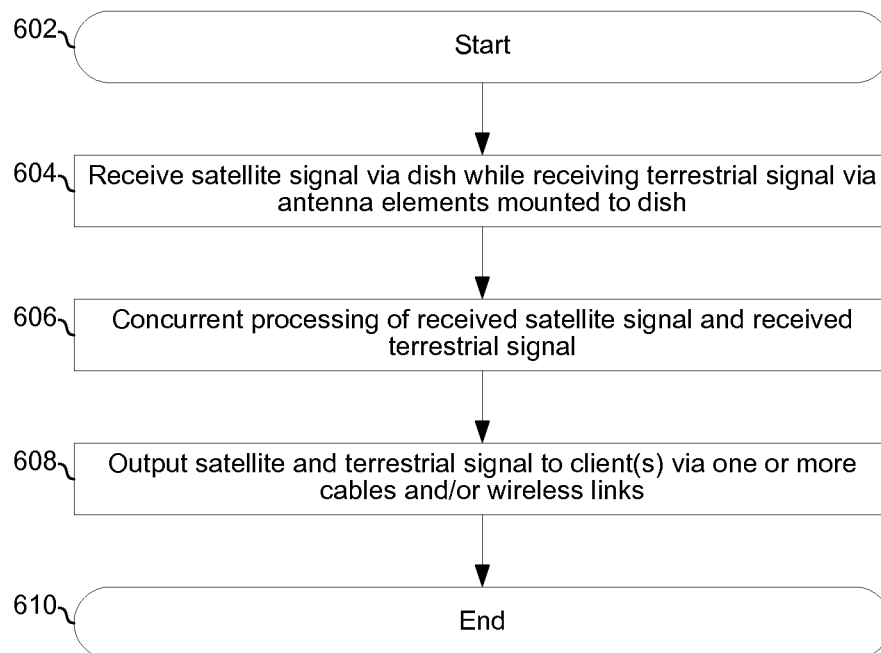 602
Start
604
Receive satellite signal via dish while receiving terrestrial signal via
antenna elements mounted to dish
606
Concurrent processing of received satellite signal and received
terrestrial signal
608
Output satellite and terrestrial signal to client(s) via one or more
cables and/or wireless links
610
End